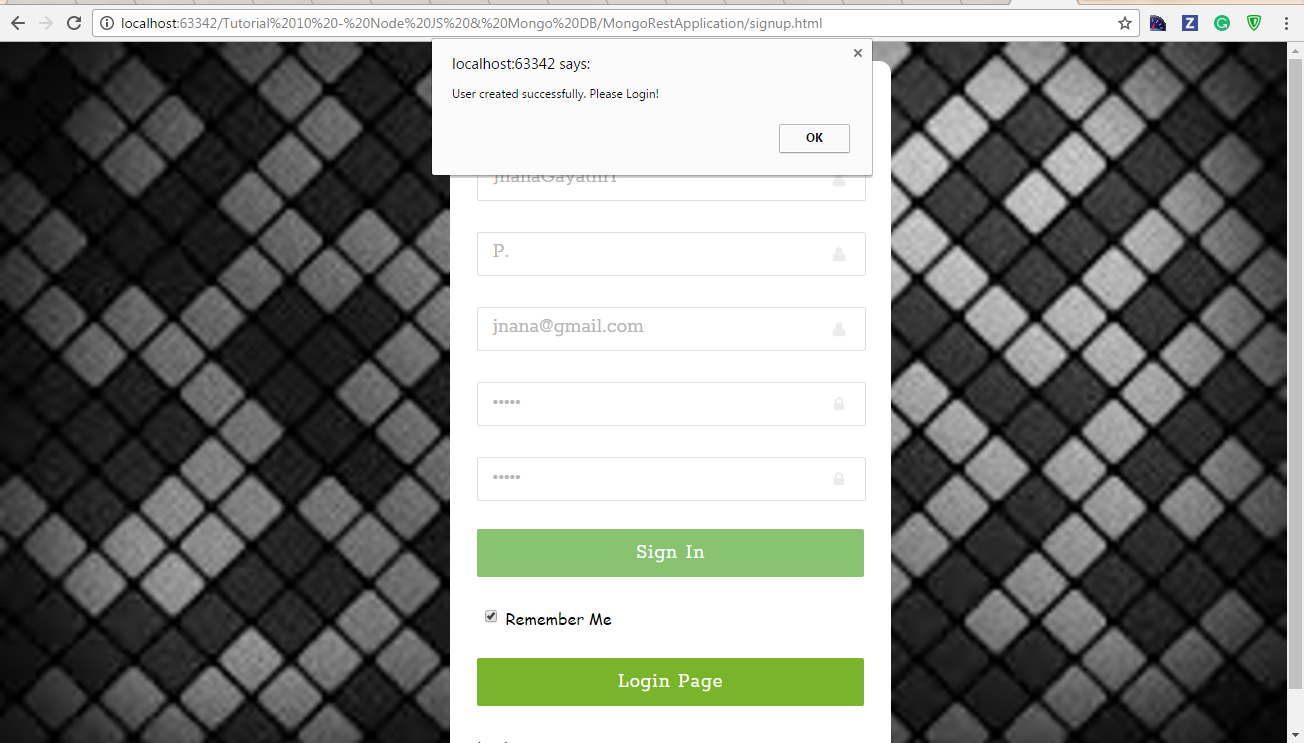 localhost:63342/Tutorial%2010%20-%20Node%20JS%20&%20Mongo%20DB/MongoRestApplication/signup.html
Z
G
localhost:63342 says:
User created successfully. Please Login!
OK
jnanaGayathri
P.
jnana@gmail.com
•••••
•••••
Sign In
Remember Me
Login Page